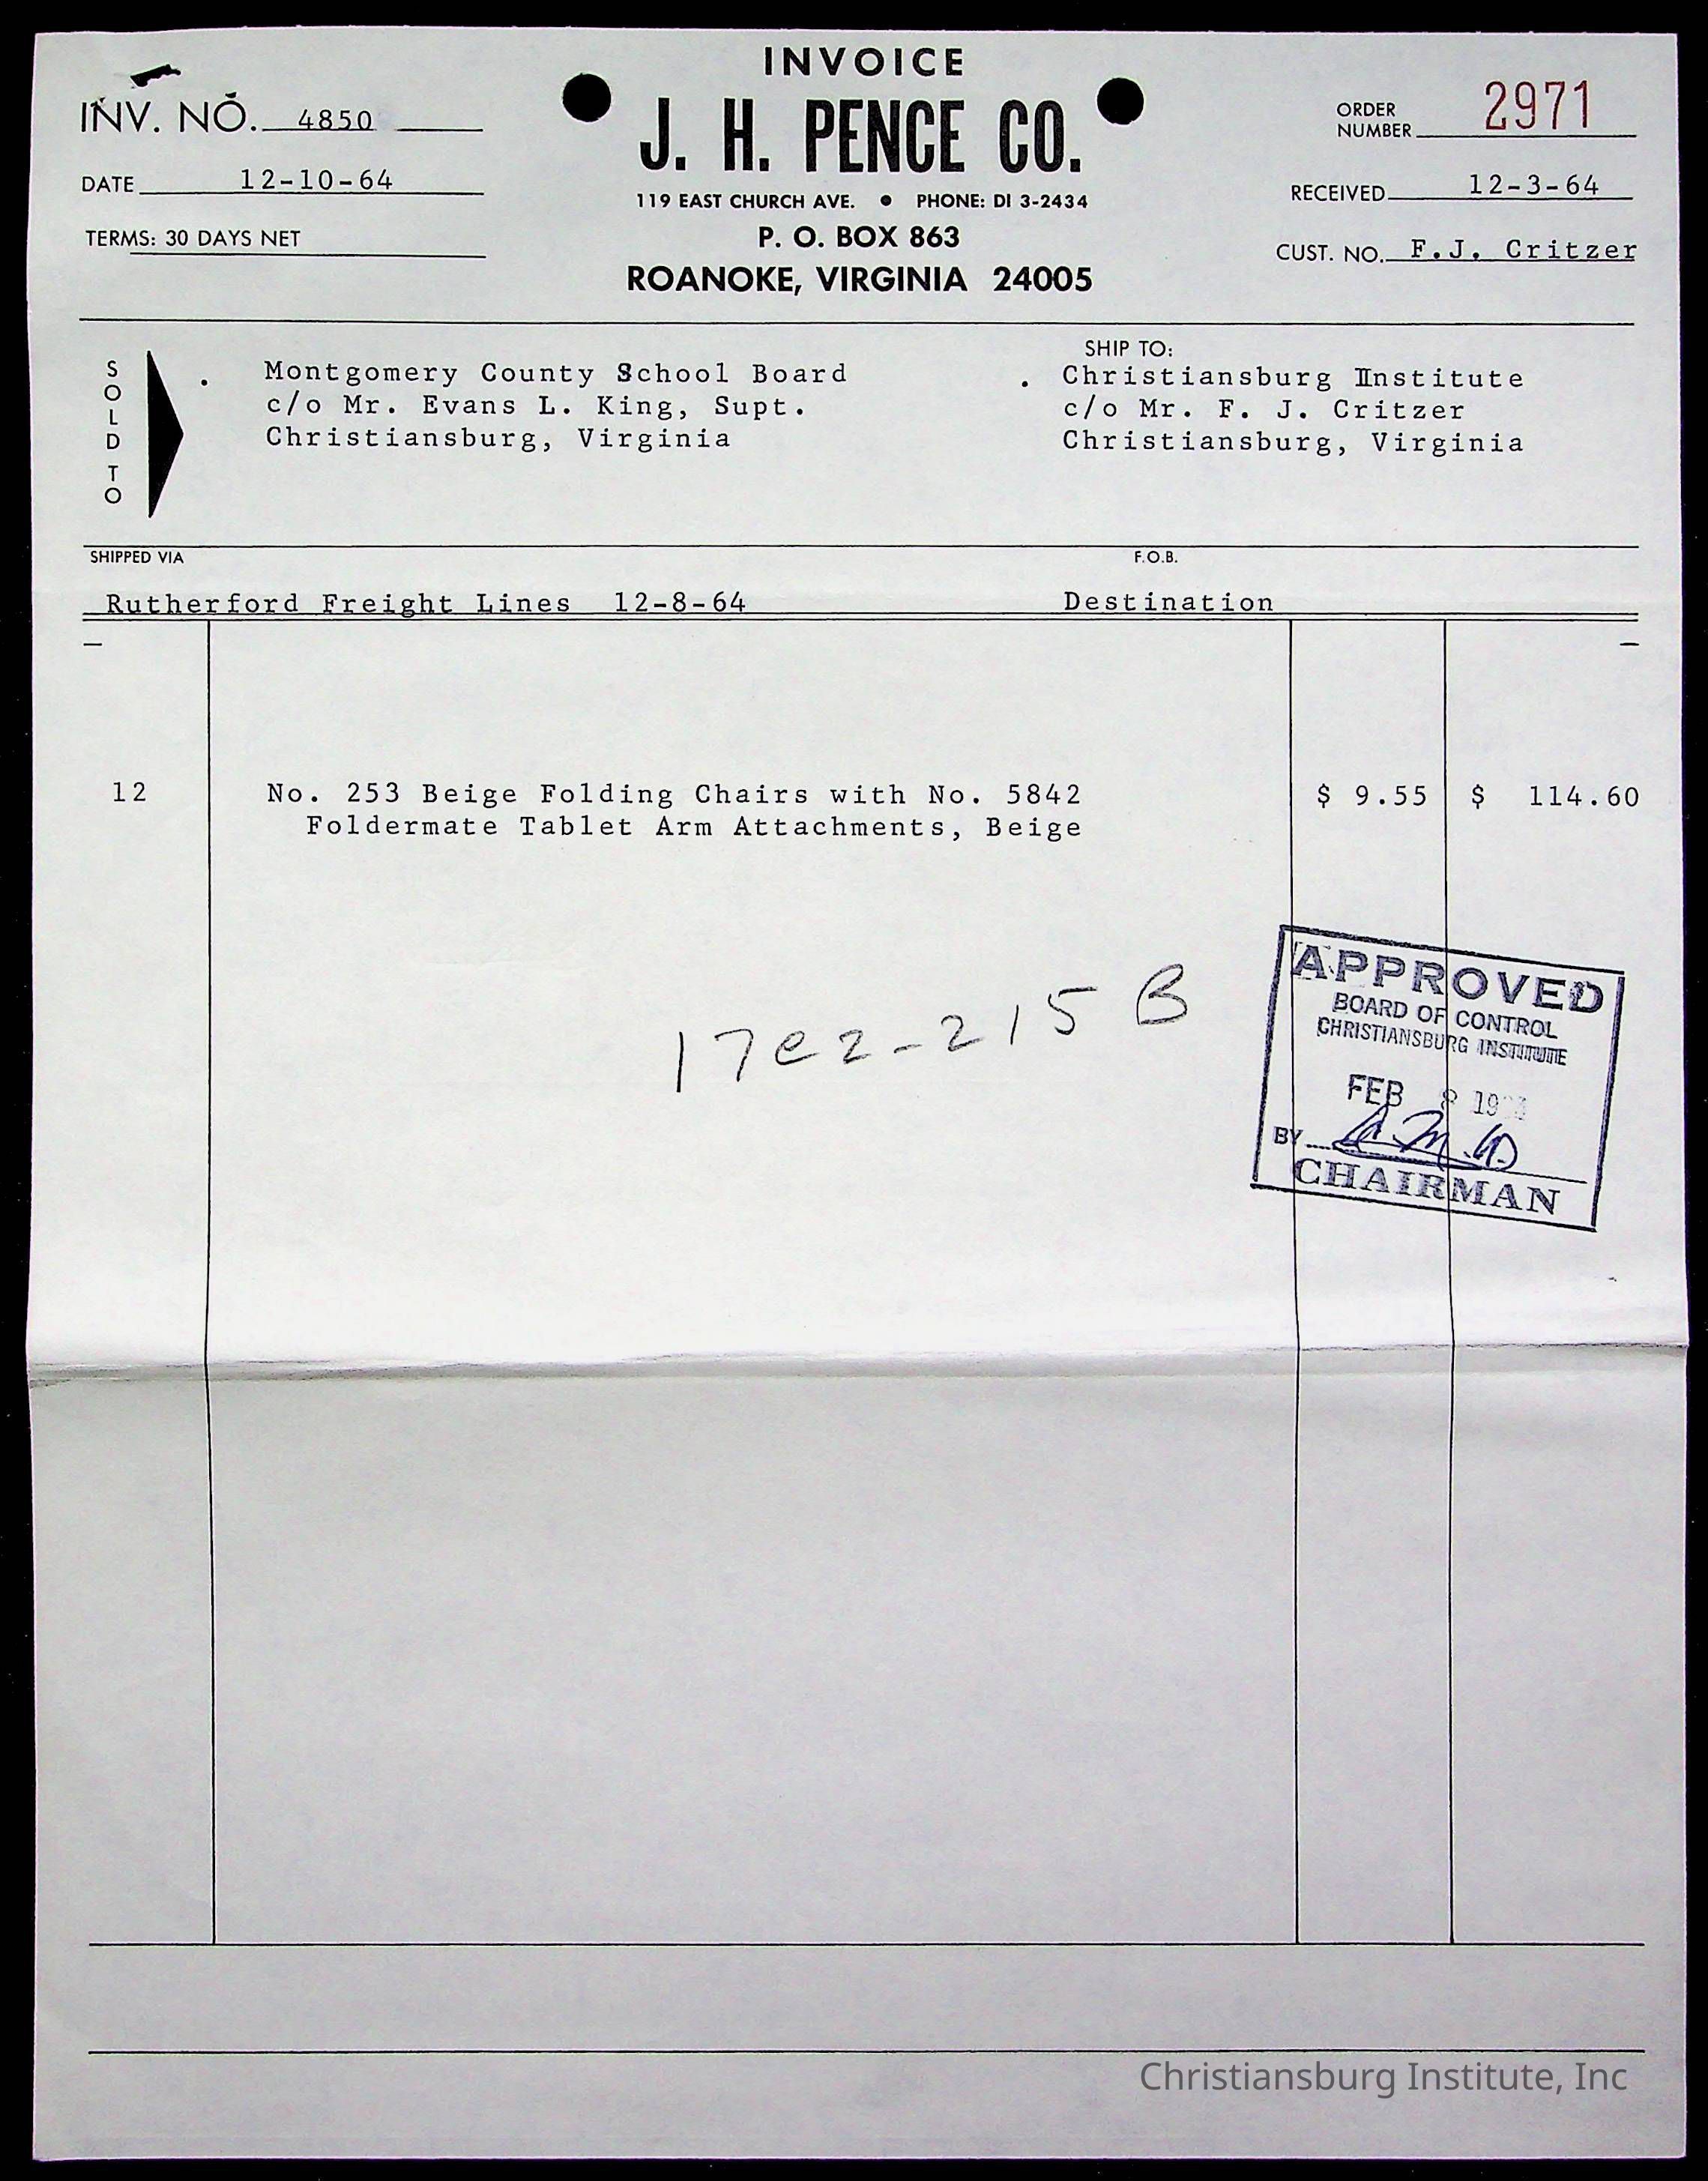 INVOICE
INV. NO. 4850
J. H. PENCE CO.
ORDER NUMBER 2971
DATE 12-10-64
119 EAST CHURCH AVE. • PHONE: DI 3-2434
RECEIVED 12-3-64
TERMS: 30 DAYS NET
P. O. BOX 863
CUST. NO. F.J. Critzer
ROANOKE, VIRGINIA 24005
SOLD TO
Montgomery County School Board
c/o Mr. Evans L. King, Supt.
Christiansburg, Virginia
SHIP TO:
Christiansburg Institute
c/o Mr. F. J. Critzer
Christiansburg, Virginia
SHIPPED VIA F.O.B.
Rutherford Freight Lines 12-8-64 Destination
12 No. 253 Beige Folding Chairs with No. 5842 $ 9.55 $ 114.60
Foldermate Tablet Arm Attachments, Beige
17e2-215 B
APPROVED
BOARD OF CONTROL
CHRISTIANSBURG INSTITUTE
FEB 8
BY
CHAIRMAN
Christiansburg Institute, Inc